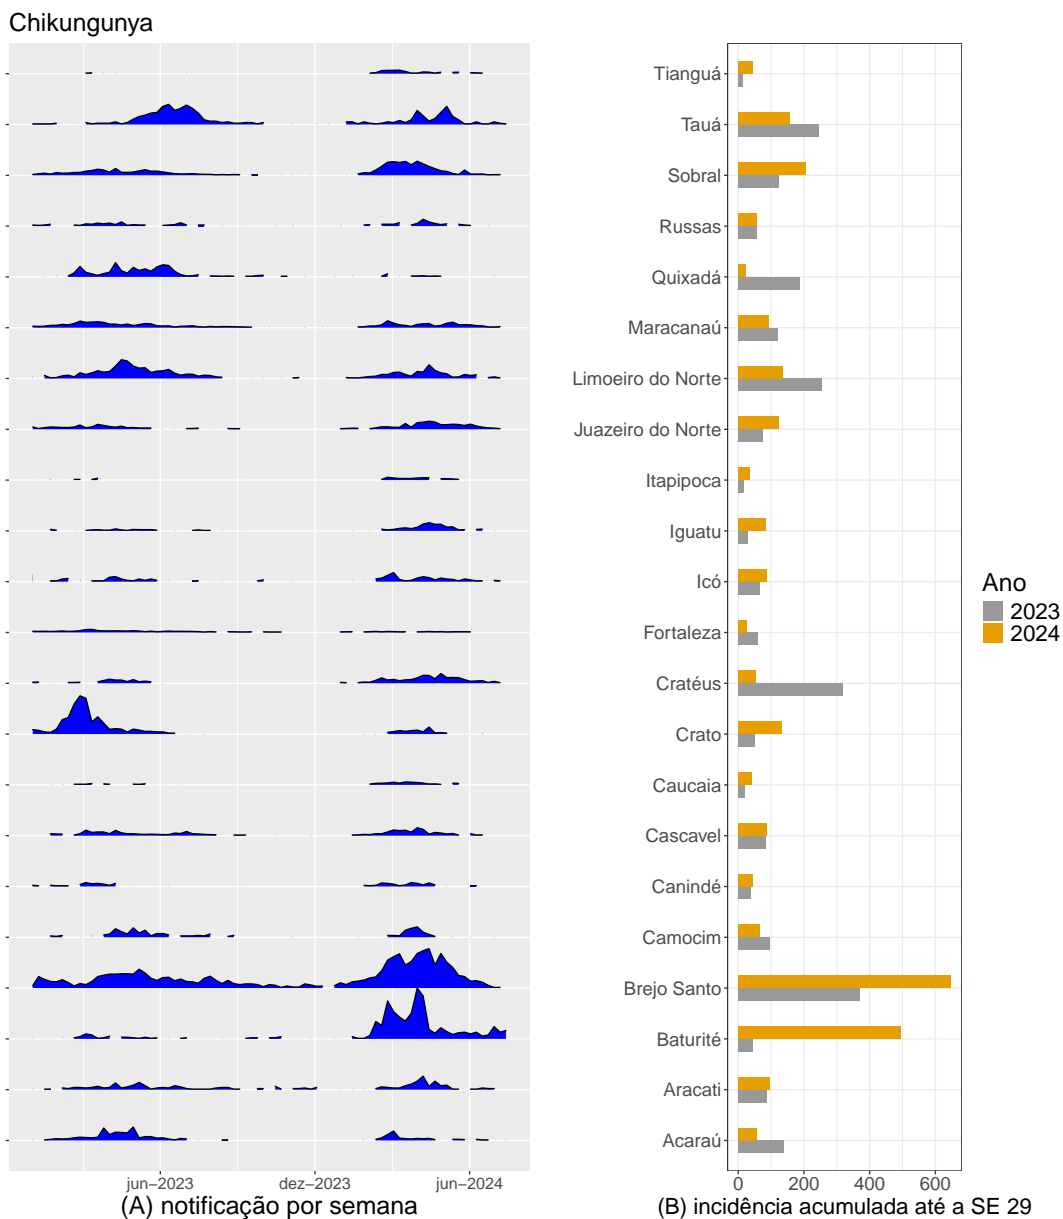 Chikungunya
Tianguá
Tauá
Sobral
Russas
Quixadá
Maracanaú
Limoeiro do Norte
Juazeiro do Norte
Itapipoca
Iguatu
Icó
Fortaleza
Cratéus
Crato
Caucaia
Cascavel
Canindé
Camocim
Brejo Santo
Baturité
Aracati
Acaraú
Ano
2023
2024
jun–2023 dez–2023 jun–2024
(A) notificação por semana
0 200 400 600
(B) incidência acumulada até a SE 29